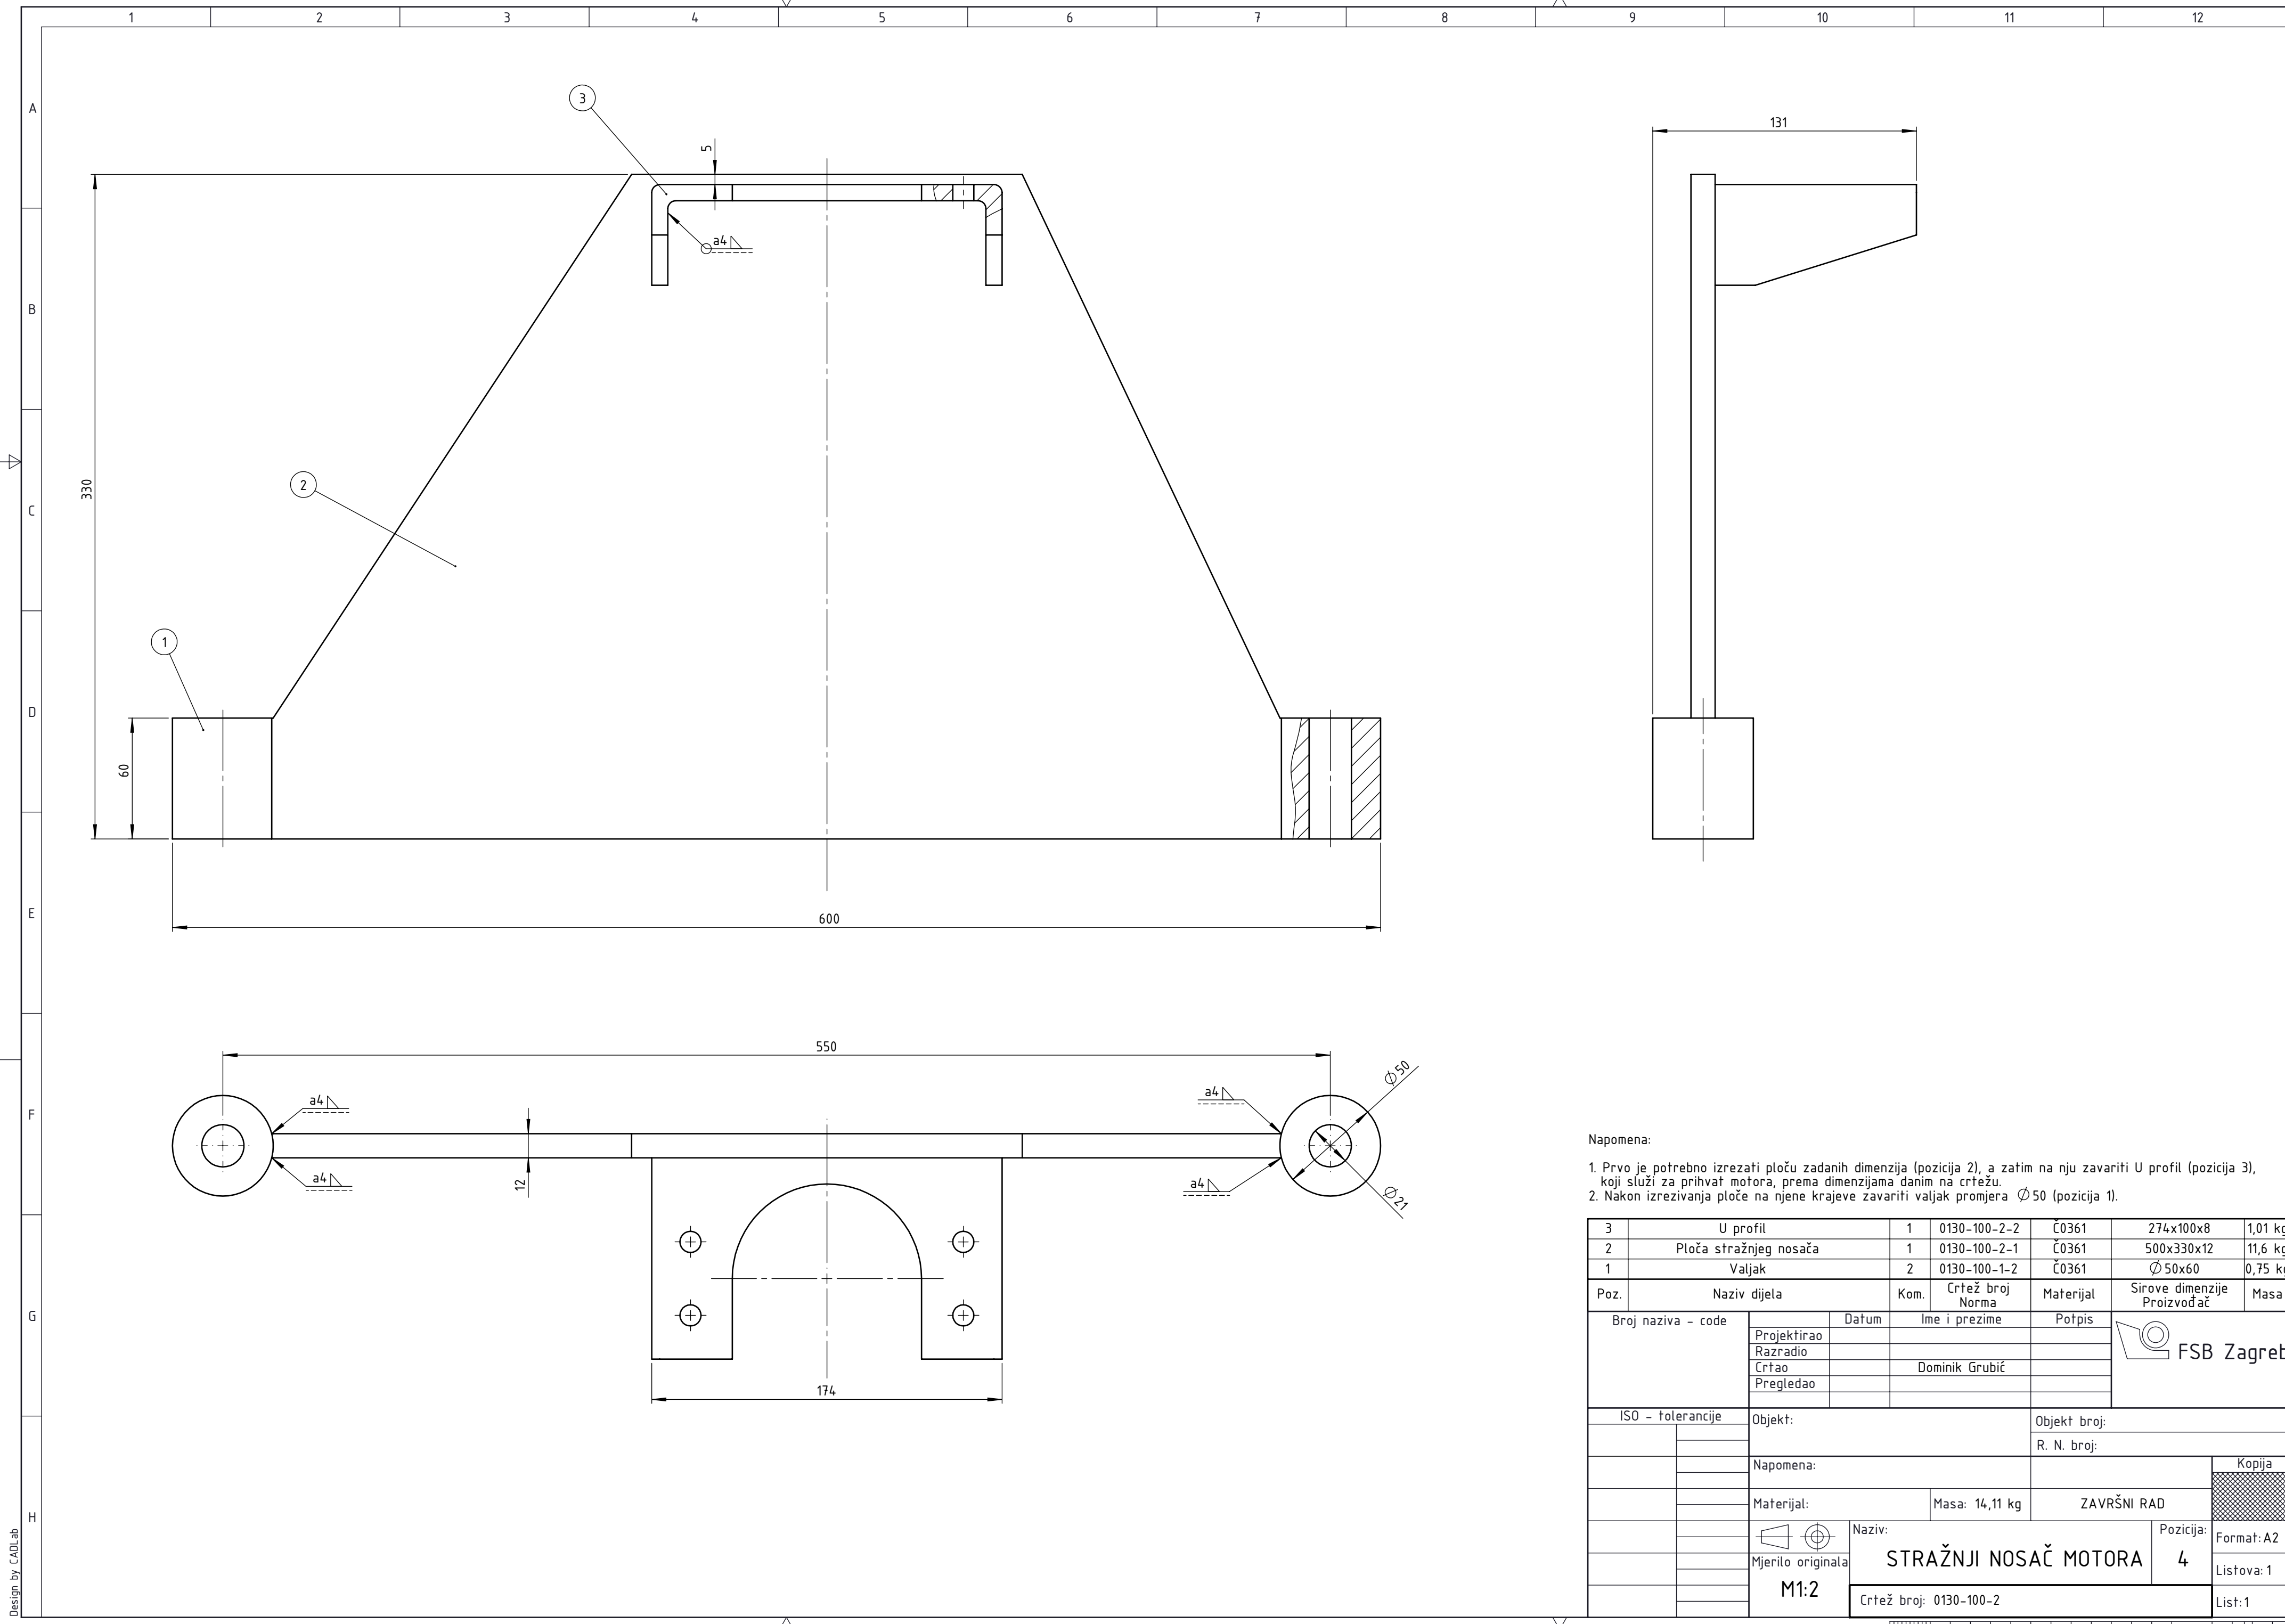 1 2 3 4 5 6 7 8 9 10 11 12
A
B
C
D
E
F
G
H
3
5
131
a4
2
330
1
60
600
550
Ø50
a4
a4
a4
a4
12
Ø21
174
Napomena:
1. Prvo je potrebno izrezati ploču zadanih dimenzija (pozicija 2), a zatim na nju zavariti U profil (pozicija 3),
koji služi za prihvat motora, prema dimenzijama danim na crtežu.
2. Nakon izrezivanja ploče na njene krajeve zavariti valjak promjera Ø50 (pozicija 1).
3 U profil 1 0130-100-2-2 Č0361 274x100x8 1,01 kg
2 Ploča stražnjeg nosača 1 0130-100-2-1 Č0361 500x330x12 11,6 kg
1 Valjak 2 0130-100-1-2 Č0361 Ø50x60 0,75 kg
Poz. Naziv dijela Kom. Crtež broj Norma Materijal Sirove dimenzije Proizvođač Masa
Broj naziva - code Datum Ime i prezime Potpis
Projektirao
Razradio
Crtao Dominik Grubić
Pregledao
FSB Zagreb
ISO - tolerancije
Objekt:
Objekt broj:
R. N. broj:
Napomena:
Kopija
Materijal: Masa: 14,11 kg ZAVRŠNI RAD
Naziv: STRAŽNJI NOSAČ MOTORA
Pozicija: 4
Format: A2
Mjerilo originala
M1:2
Listova: 1
Crtež broj: 0130-100-2
List: 1
Design by CADLab